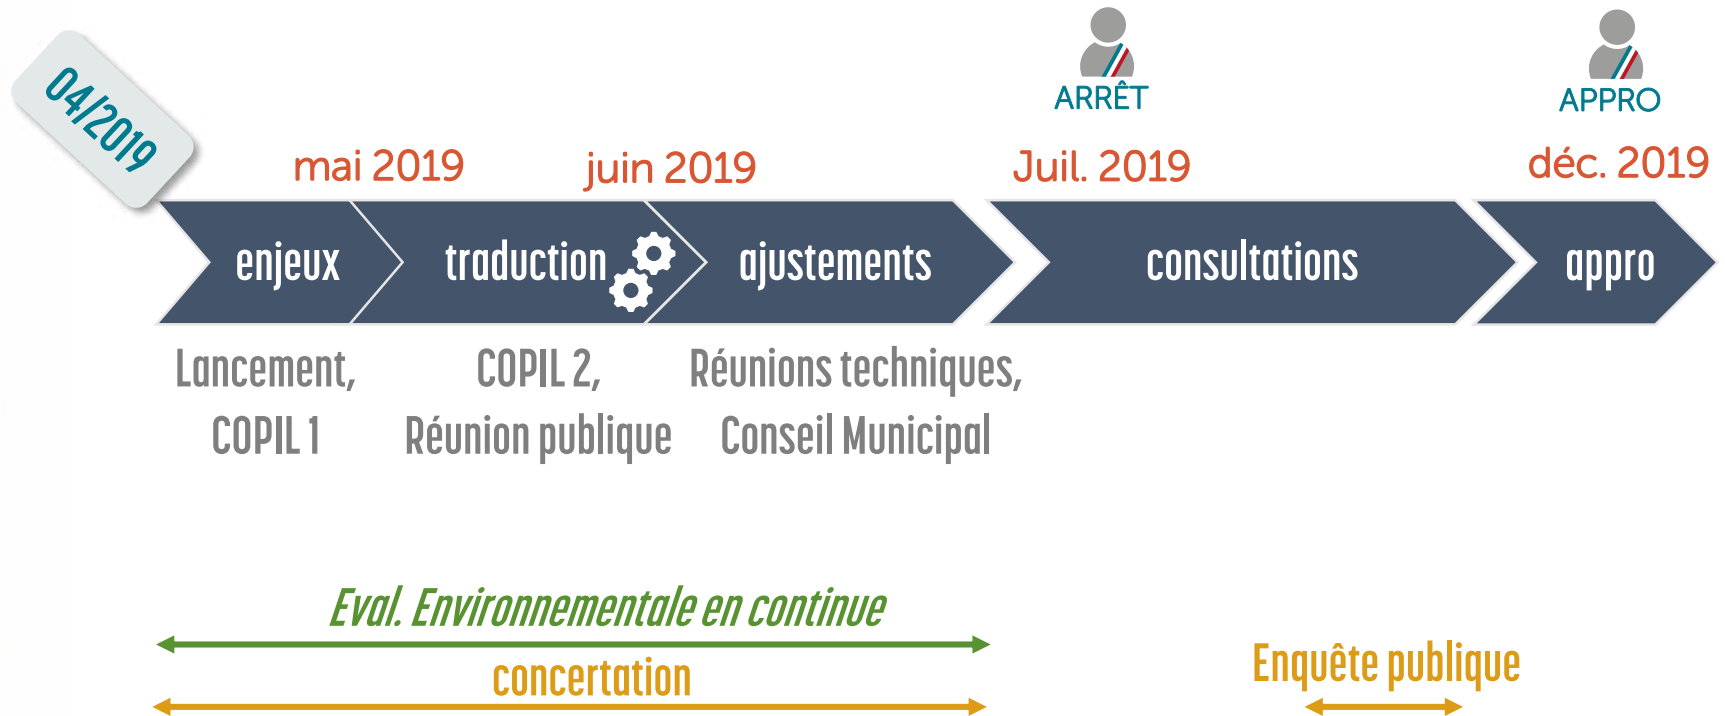 04/2019
ARRÊT
APPRO
mai 2019
juin 2019
Juil. 2019
déc. 2019
enjeux
traduction
ajustements
consultations
appro
Lancement,
COPIL 1
COPIL 2,
Réunion publique
Réunions techniques,
Conseil Municipal
Eval. Environnementale en continue
concertation
Enquête publique